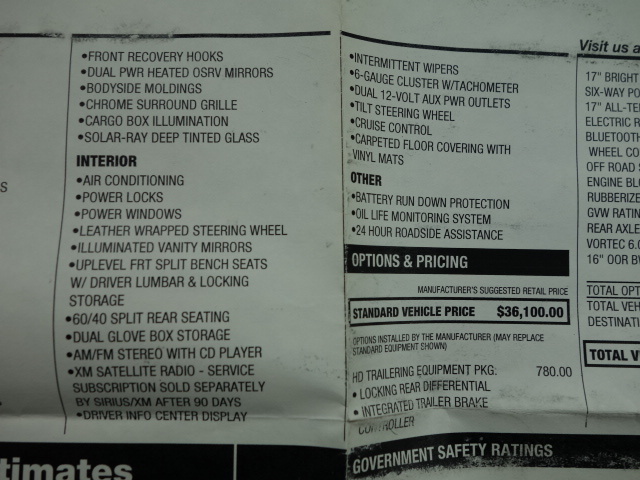 S
•FRONT RECOVERY HOOKS
•DUAL PWR HEATED OSRV MIRRORS
•BODYSIDE MOLDINGS
•CHROME SURROUND GRILLE
•CARGO BOX ILLUMINATION
•SOLAR-RAY DEEP TINTED GLASS
INTERIOR
•AIR CONDITIONING
•POWER LOCKS
•POWER WINDOWS
•LEATHER WRAPPED STEERING WHEEL
•ILLUMINATED VANITY MIRRORS
•UPLEVEL FRT SPLIT BENCH SEATS
W/ DRIVER LUMBAR & LOCKING
STORAGE
•60/40 SPLIT REAR SEATING
•DUAL GLOVE BOX STORAGE
•AM/FM STEREO WITH CD PLAYER
•XM SATELLITE RADIO - SERVICE
SUBSCRIPTION SOLD SEPARATELY
BY SIRIUS/XM AFTER 90 DAYS
•DRIVER INFO CENTER DISPLAY
timates
•INTERMITTENT WIPERS
•6-GAUGE CLUSTER W/TACHOMETER
•DUAL 12-VOLT AUX PWR OUTLETS
•TILT STEERING WHEEL
•CRUISE CONTROL
•CARPETED FLOOR COVERING WITH
VINYL MATS
OTHER
•BATTERY RUN DOWN PROTECTION
•OIL LIFE MONITORING SYSTEM
•24 HOUR ROADSIDE ASSISTANCE
OPTIONS & PRICING
MANUFACTURER'S SUGGESTED RETAIL PRICE
STANDARD VEHICLE PRICE $36,100.00
OPTIONS INSTALLED BY THE MANUFACTURER (MAY REPLACE
STANDARD EQUIPMENT SHOWN)
HD TRAILERING EQUIPMENT PKG. 780.00
• LOCKING REAR DIFFERENTIAL
• INTEGRATED TRAILER BRAKE
CONTROLLER
GOVERNMENT SAFETY RATINGS
Visit us a
17" BRIGHT
SIX-WAY PO
17" ALL-TE
ELECTRIC R
BLUETOOTH
WHEEL CO
OFF ROAD S
ENGINE BLO
RUBBERIZE
GVW RATIN
REAR AXLE
VORTEC 6.0
16" OOR BW
TOTAL OPT
TOTAL VEH
DESTINATI
TOTAL V